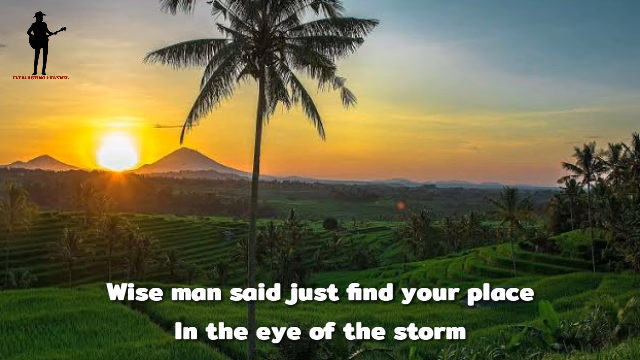 Wise man said just find your place
In the eye of the storm